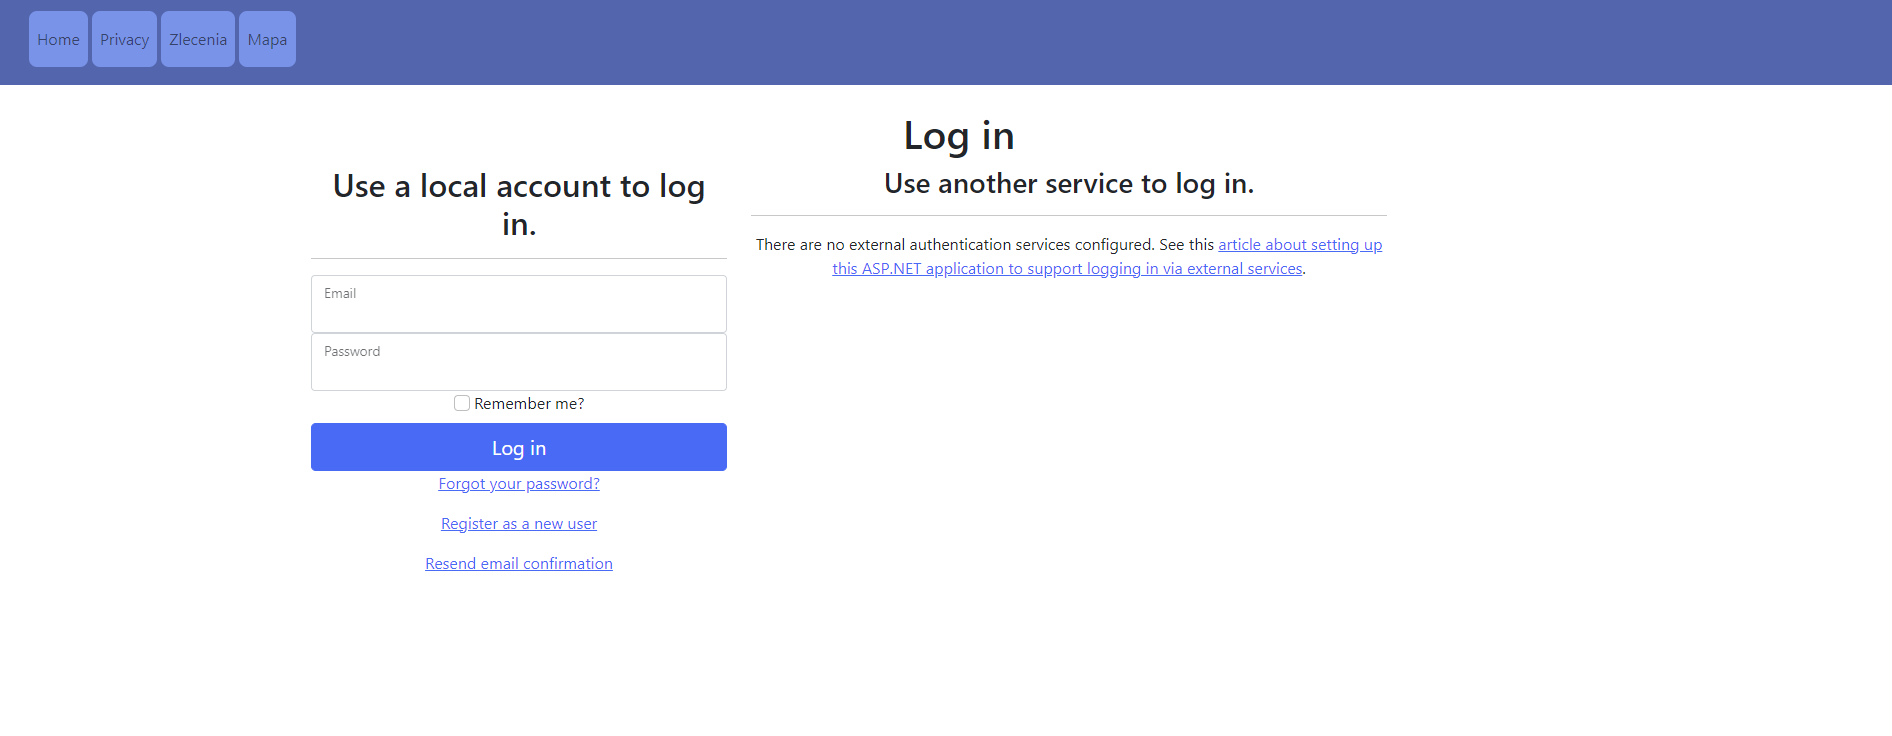 Home Privacy Zlecenia Mapa
Log in
Use a local account to log
in.
Email
Password
Remember me?
Log in
Forgot your password?
Register as a new user
Resend email confirmation
Use another service to log in.
There are no external authentication services configured. See this article about setting up
this ASP.NET application to support logging in via external services.